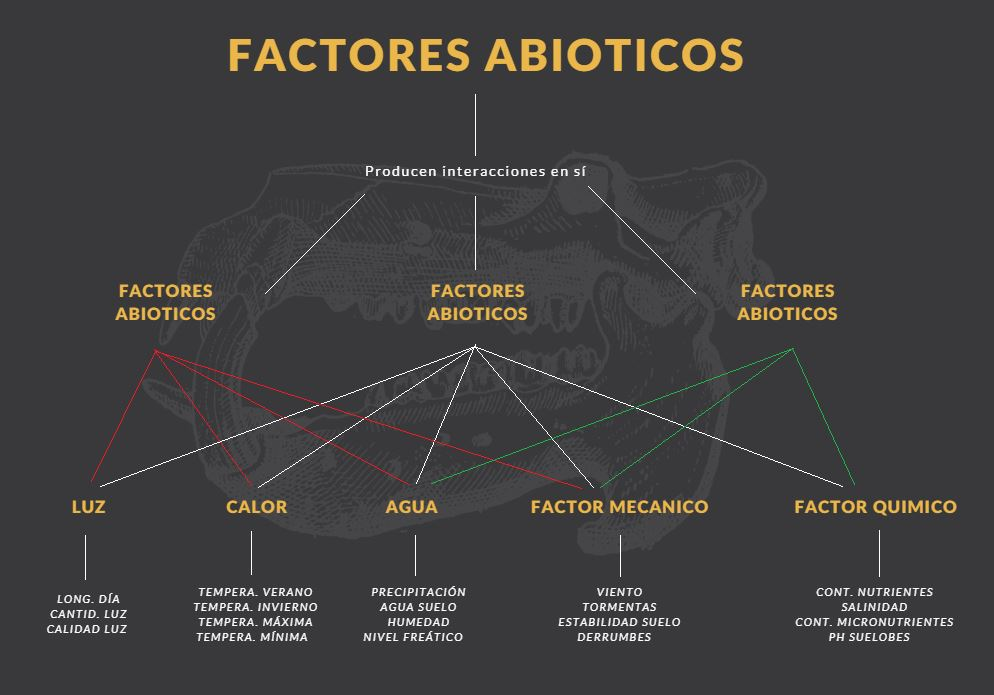 FACTORES ABIOTICOS
Producen interacciones en sí
FACTORES
ABIOTICOS
FACTORES
ABIOTICOS
FACTORES
ABIOTICOS
LUZ
CALOR
AGUA
FACTOR MECANICO
FACTOR QUIMICO
LONG. DÍA
CANTID. LUZ
CALIDAD LUZ
TEMPERA. VERANO
TEMPERA. INVIERNO
TEMPERA. MÁXIMA
TEMPERA. MÍNIMA
PRECIPITACIÓN
AGUA SUELO
HUMEDAD
NIVEL FREÁTICO
VIENTO
TORMENTAS
ESTABILIDAD SUELO
DERRUMBES
CONT. NUTRIENTES
SALINIDAD
CONT. MICRONUTRIENTES
PH SUELOBES